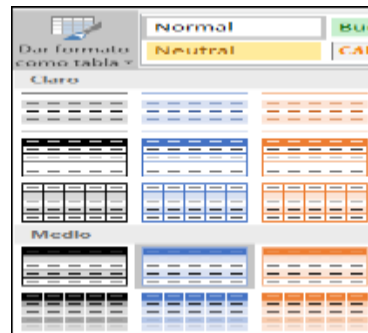 Normal
Dar formato
como tabla
Neutral
Claro
Medio